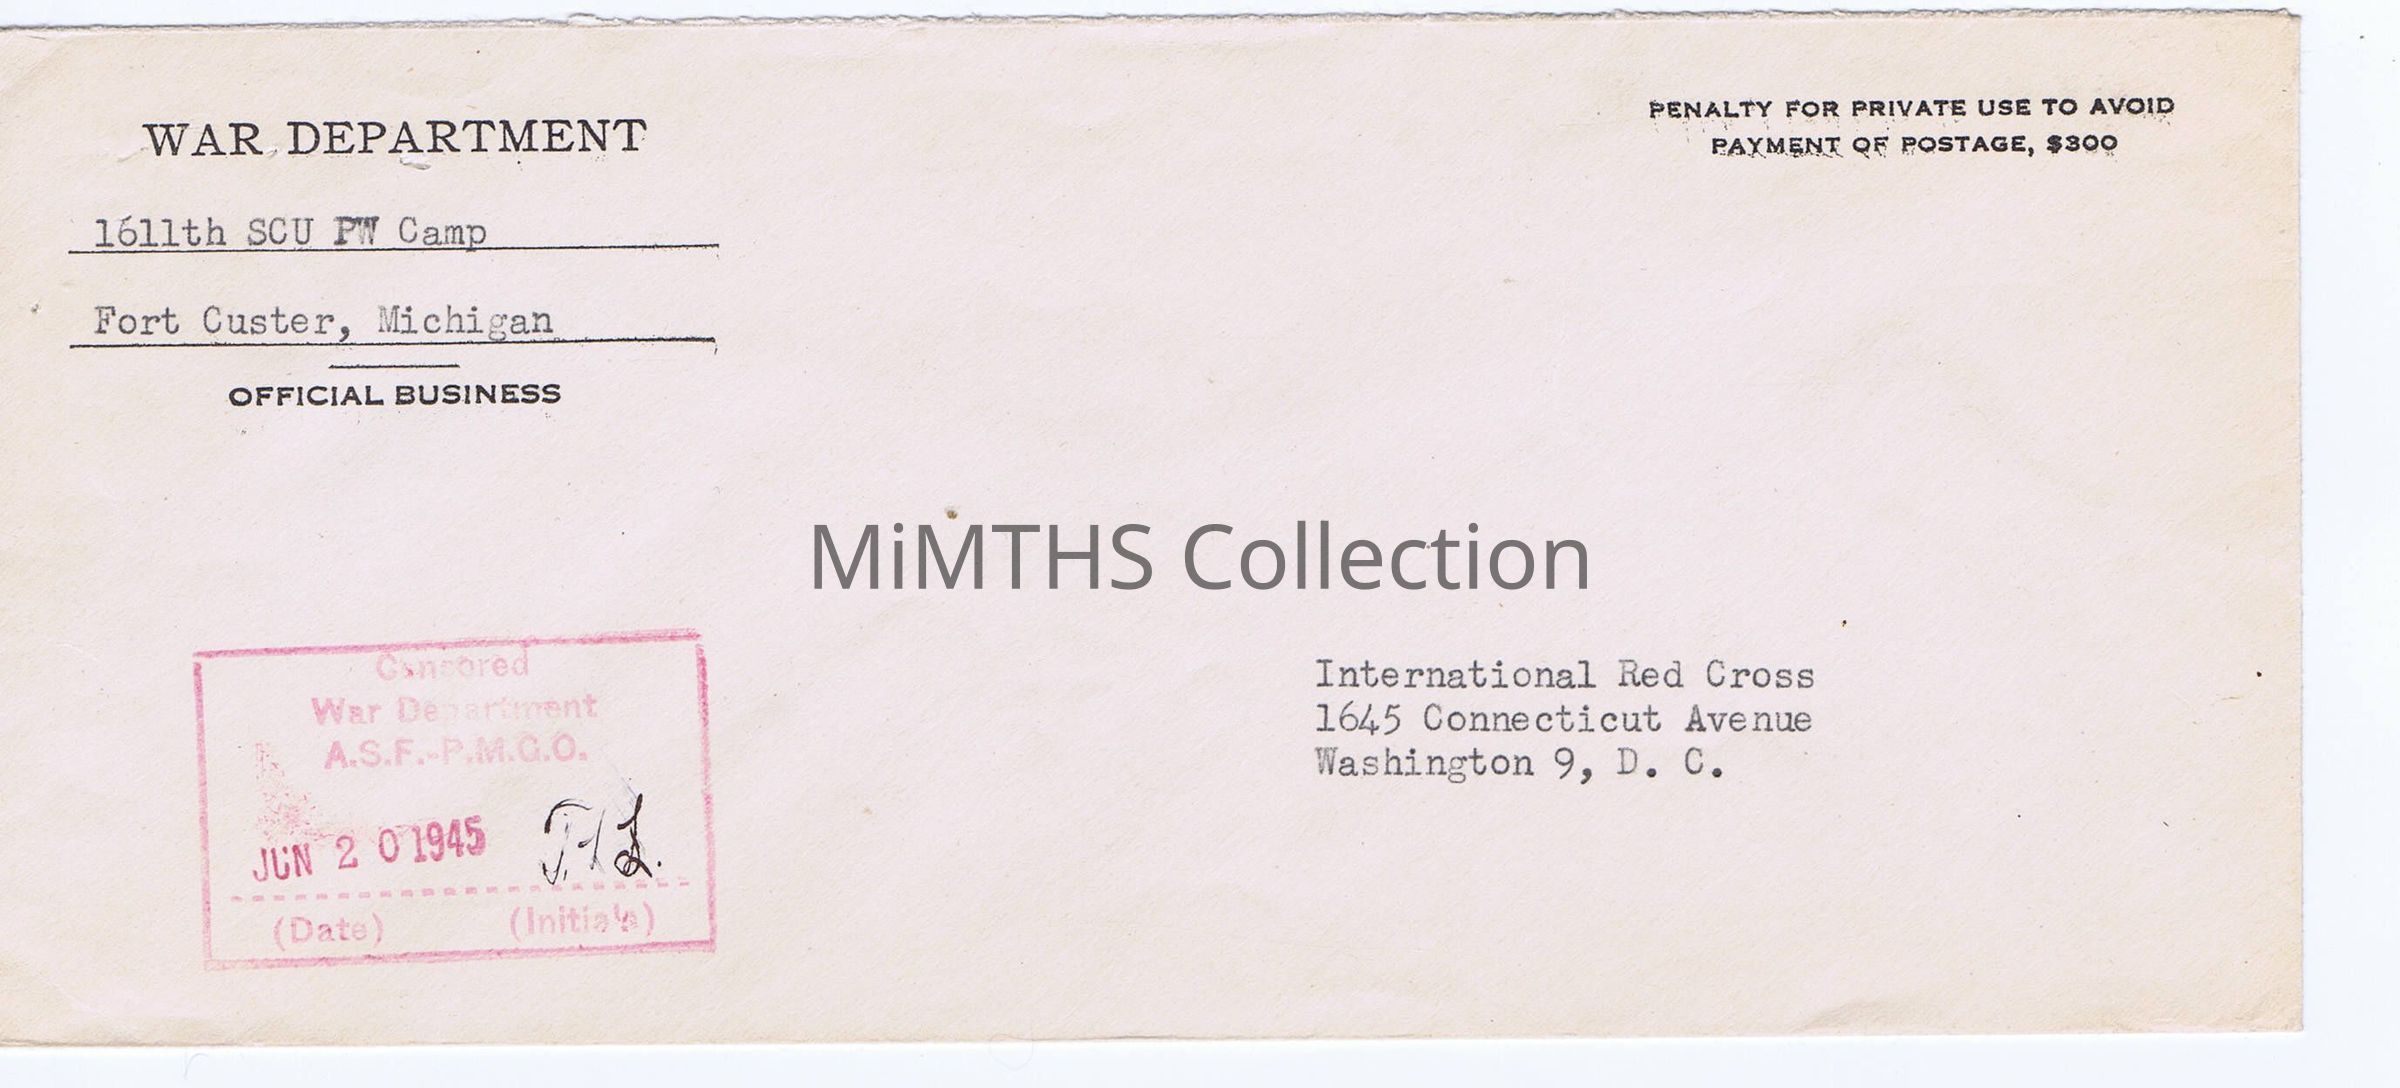 WAR DEPARTMENT
PENALTY FOR PRIVATE USE TO AVOID
PAYMENT OF POSTAGE, $300
1611th SCU PW Camp
Fort Custer, Michigan
OFFICIAL BUSINESS
MiMTHS Collection
International Red Cross
1645 Connecticut Avenue
Washington 9, D. C.
Censored
War Department
A.S.F.-P.M.G.O.
JUN 20 1945
(Date) (Initials)